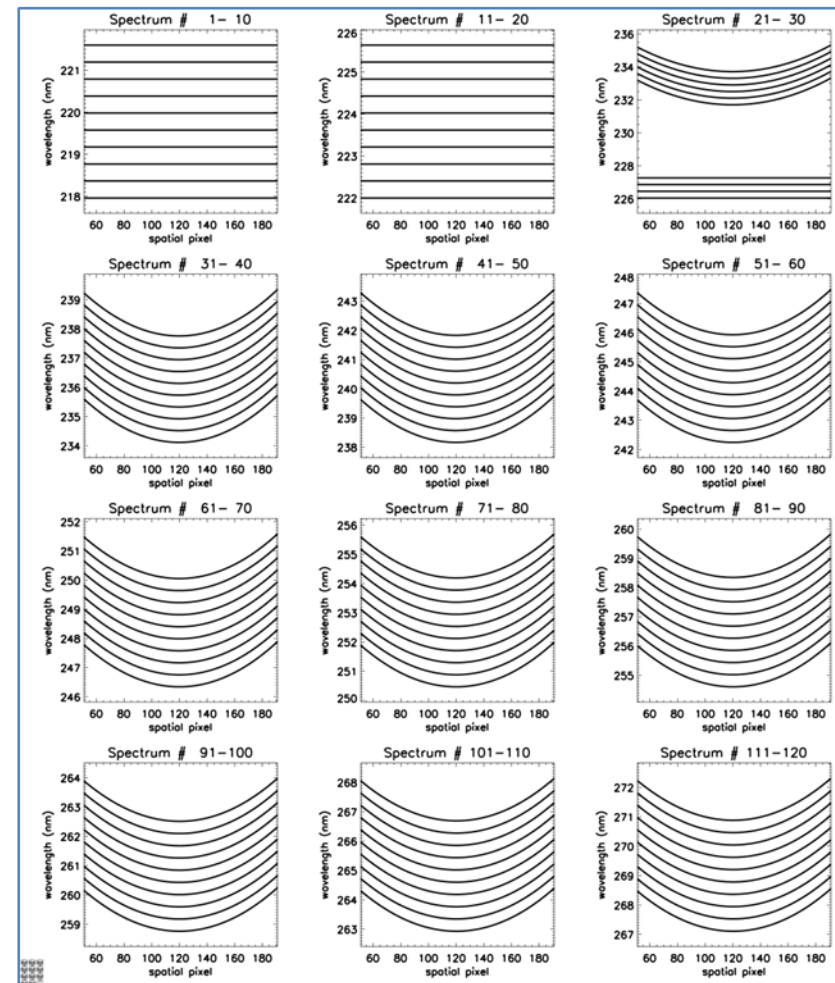 Spectrum # 1- 10
wavelength (nm)
221
220
219
218
60 80 100 120 140 160 180
spatial pixel
Spectrum # 11- 20
wavelength (nm)
226
225
224
223
222
60 80 100 120 140 160 180
spatial pixel
Spectrum # 21- 30
wavelength (nm)
236
234
232
230
228
226
60 80 100 120 140 160 180
spatial pixel
Spectrum # 31- 40
wavelength (nm)
239
238
237
236
235
234
60 80 100 120 140 160 180
spatial pixel
Spectrum # 41- 50
wavelength (nm)
243
242
241
240
239
238
60 80 100 120 140 160 180
spatial pixel
Spectrum # 51- 60
wavelength (nm)
248
247
246
245
244
243
242
60 80 100 120 140 160 180
spatial pixel
Spectrum # 61- 70
wavelength (nm)
252
251
250
249
248
247
246
60 80 100 120 140 160 180
spatial pixel
Spectrum # 71- 80
wavelength (nm)
256
255
254
253
252
251
250
60 80 100 120 140 160 180
spatial pixel
Spectrum # 81- 90
wavelength (nm)
260
259
258
257
256
255
60 80 100 120 140 160 180
spatial pixel
Spectrum # 91-100
wavelength (nm)
264
263
262
261
260
259
60 80 100 120 140 160 180
spatial pixel
Spectrum # 101-110
wavelength (nm)
268
267
266
265
264
263
60 80 100 120 140 160 180
spatial pixel
Spectrum # 111-120
wavelength (nm)
272
271
270
269
268
267
60 80 100 120 140 160 180
spatial pixel